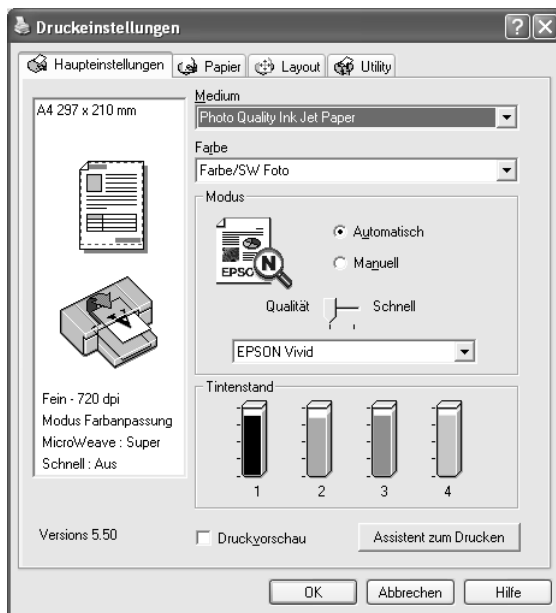 Druckeinstellungen
Haupteinstellungen
Papier
Layout
Utility
A4 297 x 210 mm
Medium
Photo Quality Ink Jet Paper
Farbe
Farbe/SW Foto
Modus
EPSO
N
Automatisch
Manuell
Qualität
Schnell
EPSON Vivid
Fein - 720 dpi
Modus Farbanpassung
MicroWeave : Super
Schnell : Aus
Tintenstand
1 2 3 4
Versions 5.50
Druckvorschau
Assistent zum Drucken
OK
Abbrechen
Hilfe